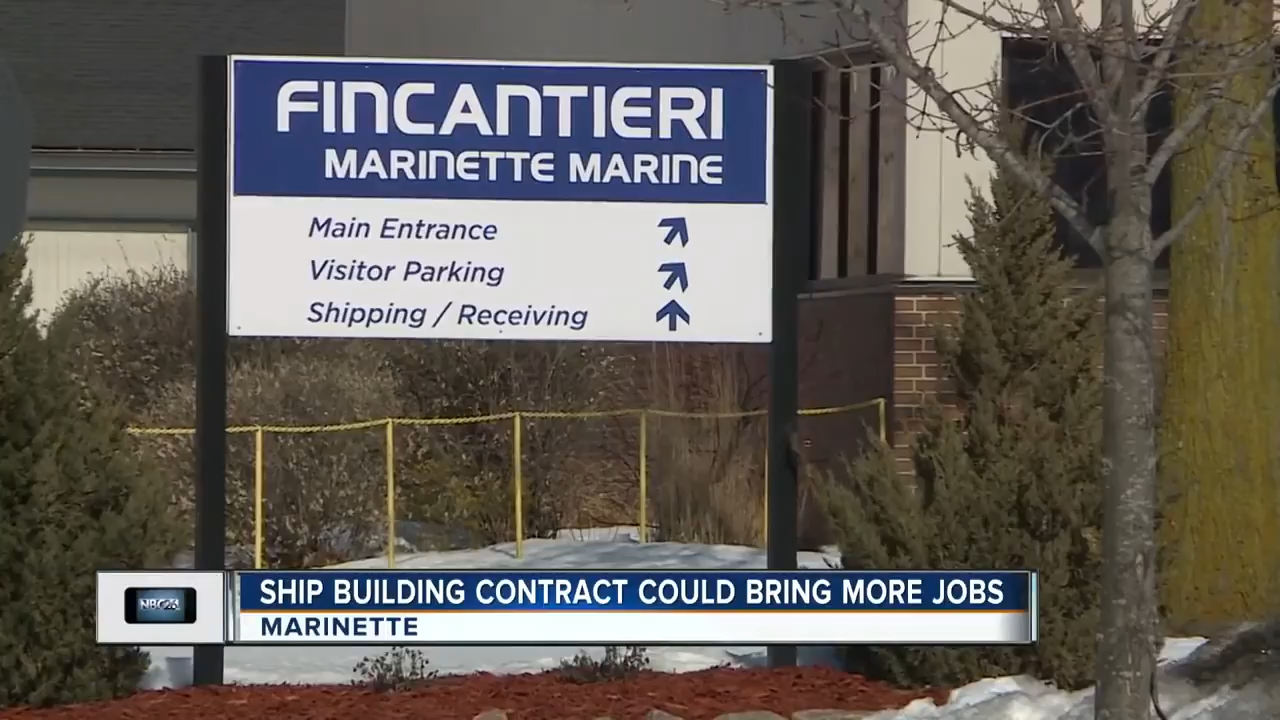 FINCANTIERI
MARINETTE MARINE
Main Entrance
Visitor Parking
Shipping / Receiving
NBC26
SHIP BUILDING CONTRACT COULD BRING MORE JOBS
MARINETTE